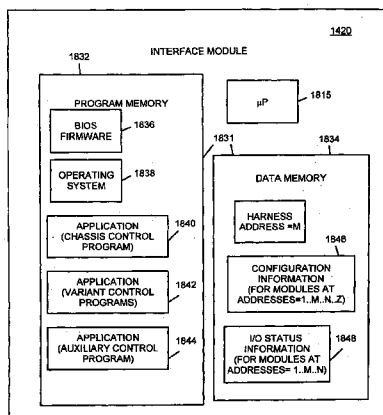 1420
INTERFACE MODULE
1832
PROGRAM MEMORY
BIOS
FIRMWARE
1836
OPERATING
SYSTEM
1838
APPLICATION
(CHASSIS CONTROL
PROGRAM)
1840
APPLICATION
(VARIANT CONTROL
PROGRAMS)
1842
APPLICATION
(AUXILIARY CONTROL
PROGRAM)
1844
µP
1815
1831
1834
DATA MEMORY
HARNESS
ADDRESS =M
1846
CONFIGURATION
INFORMATION
(FOR MODULES AT
ADDRESSES=1..M..N..Z)
I/O STATUS
INFORMATION
(FOR MODULES AT
ADDRESSES= 1..M..N)
1848